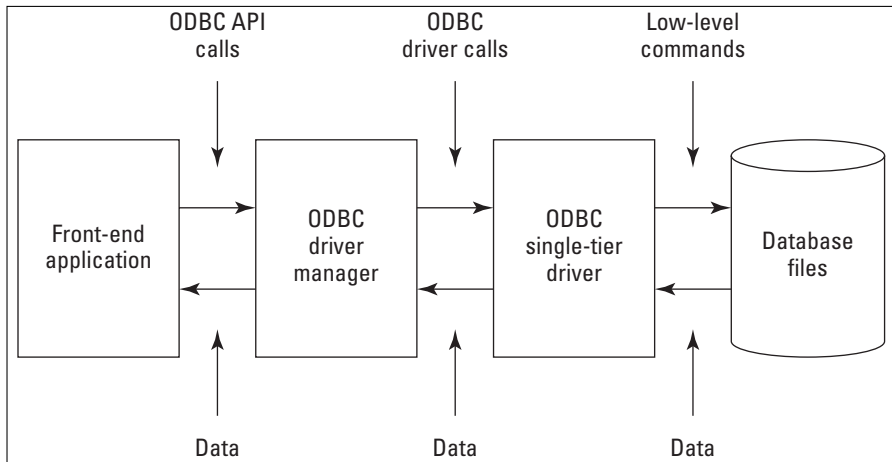 ODBC API
calls
ODBC
driver calls
Low-level
commands
Front-end
application
ODBC
driver
manager
ODBC
single-tier
driver
Database
files
Data
Data
Data